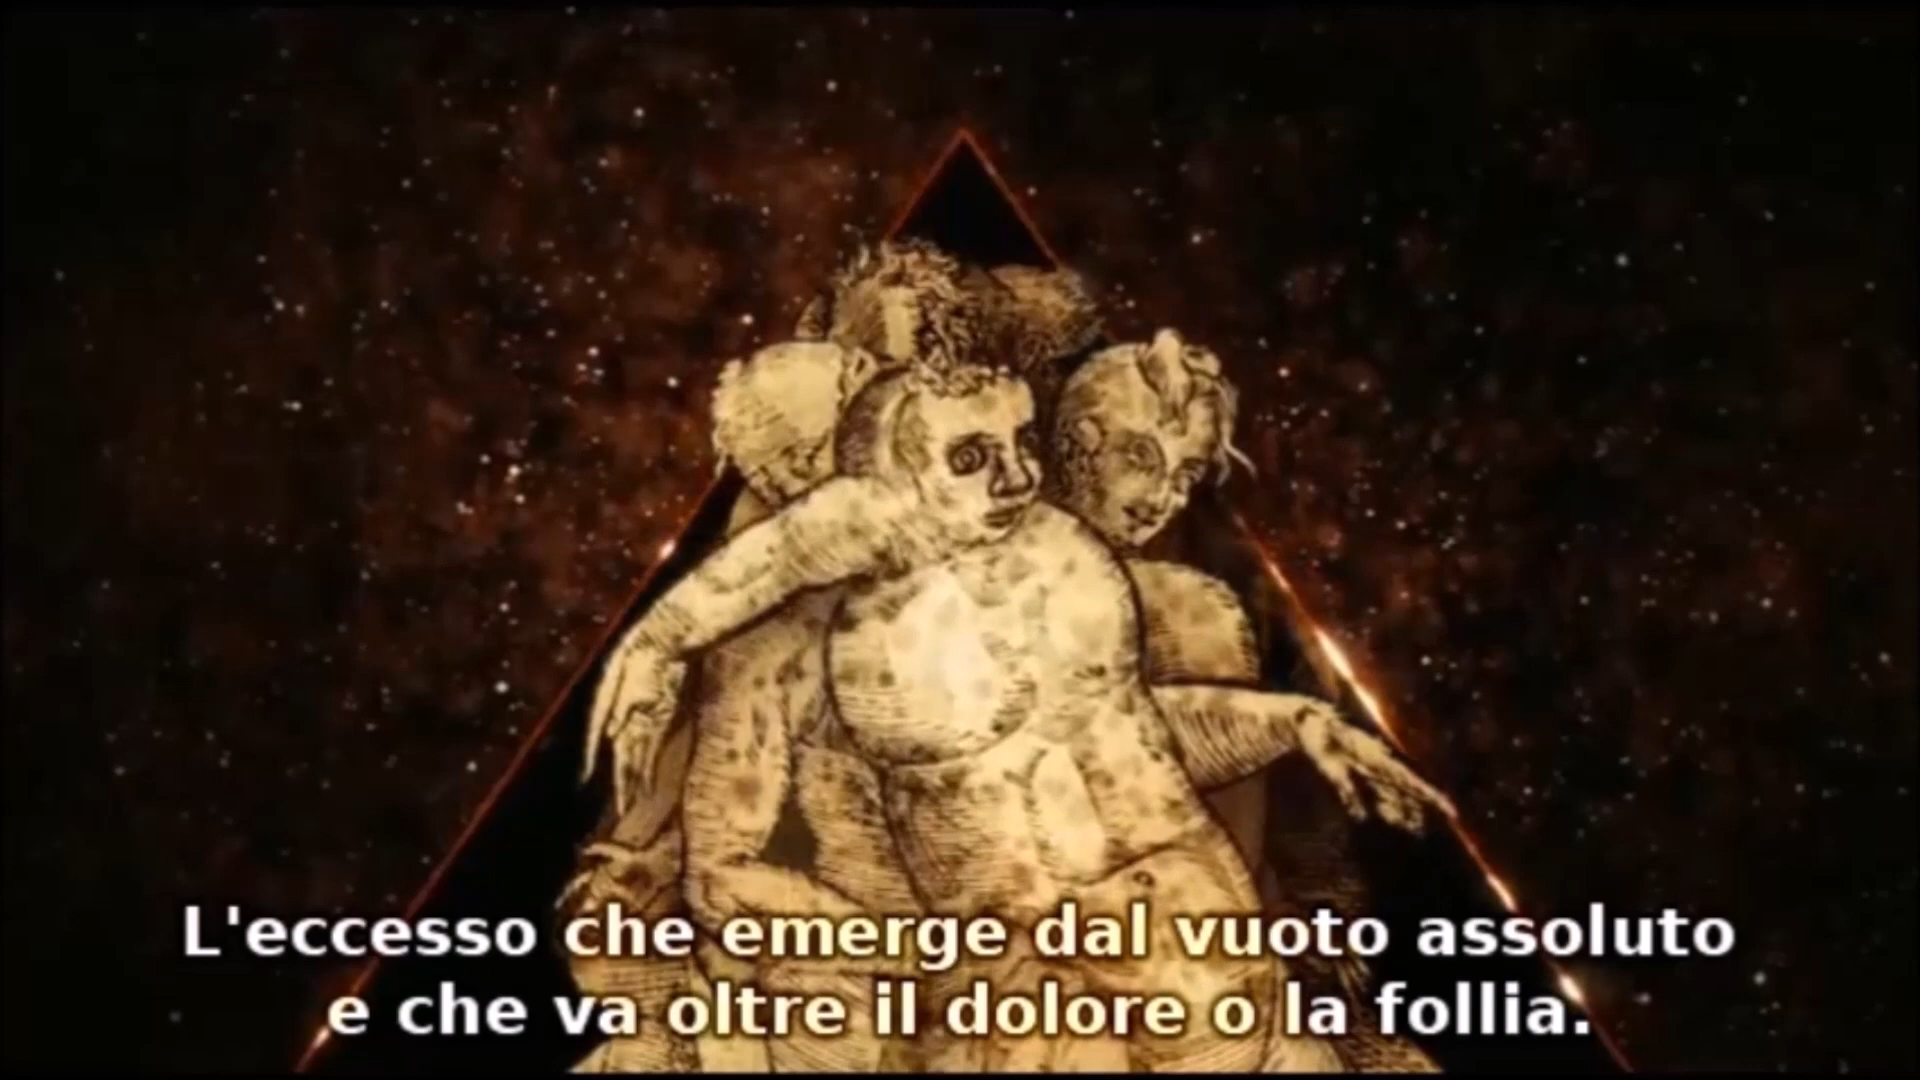 L'eccesso che emerge dal vuoto assoluto
e che va oltre il dolore o la follia.